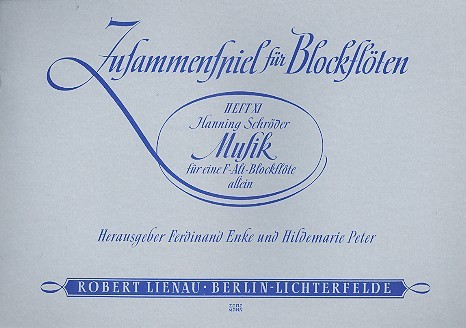 Zusammenſpiel für Blockflöten
HEFT XI
Hanning Schröder
Muſik
für eine F-Alt-Blockflöte
allein
Herausgeber Ferdinand Enke und Hildemarie Peter
ROBERT LIENAU · BERLIN-LICHTERFELDE